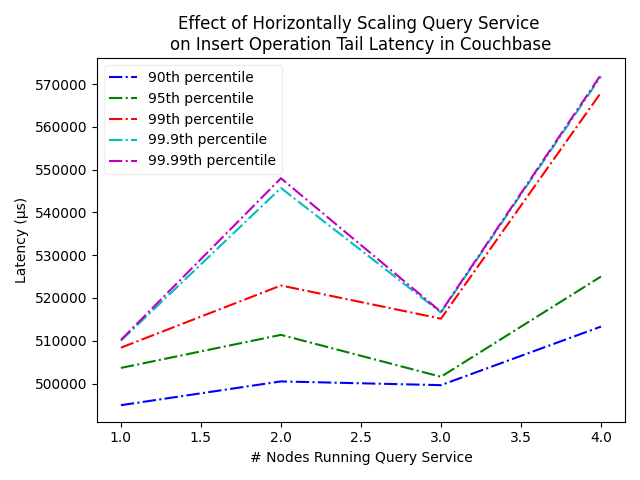 Effect of Horizontally Scaling Query Service
on Insert Operation Tail Latency in Couchbase
90th percentile
95th percentile
99th percentile
99.9th percentile
99.99th percentile
Latency (μs)
570000
560000
550000
540000
530000
520000
510000
500000
1.0 1.5 2.0 2.5 3.0 3.5 4.0
# Nodes Running Query Service